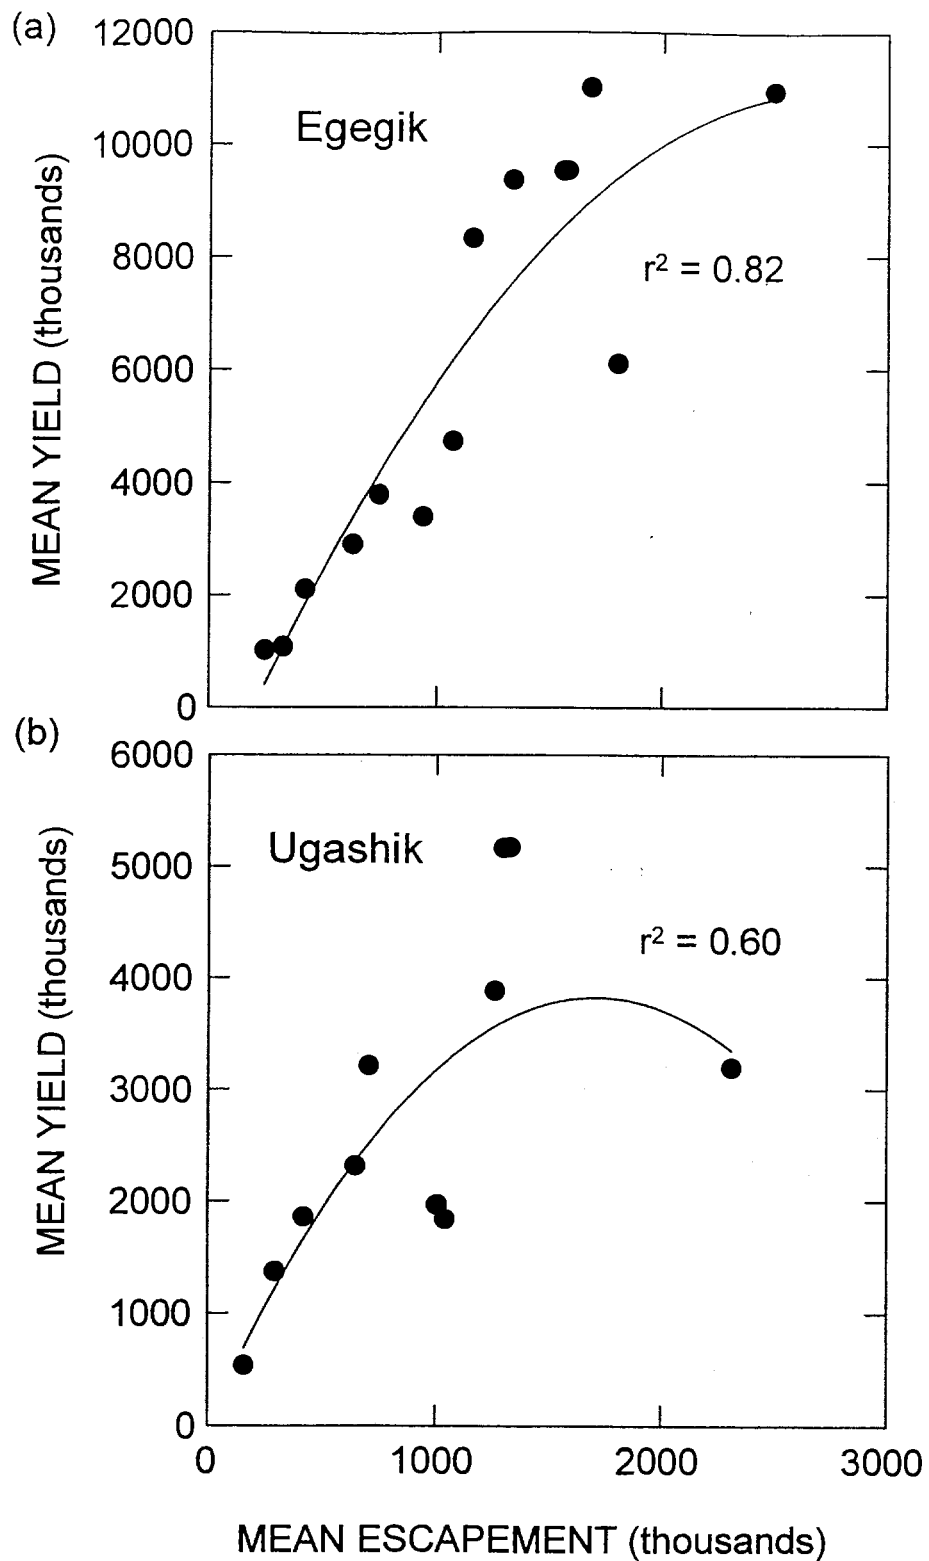 (a)
12000
10000
8000
6000
4000
2000
0
MEAN YIELD (thousands)
Egegik
r² = 0.82
(b)
6000
5000
4000
3000
2000
1000
0
MEAN YIELD (thousands)
Ugashik
r² = 0.60
0 1000 2000 3000
MEAN ESCAPEMENT (thousands)